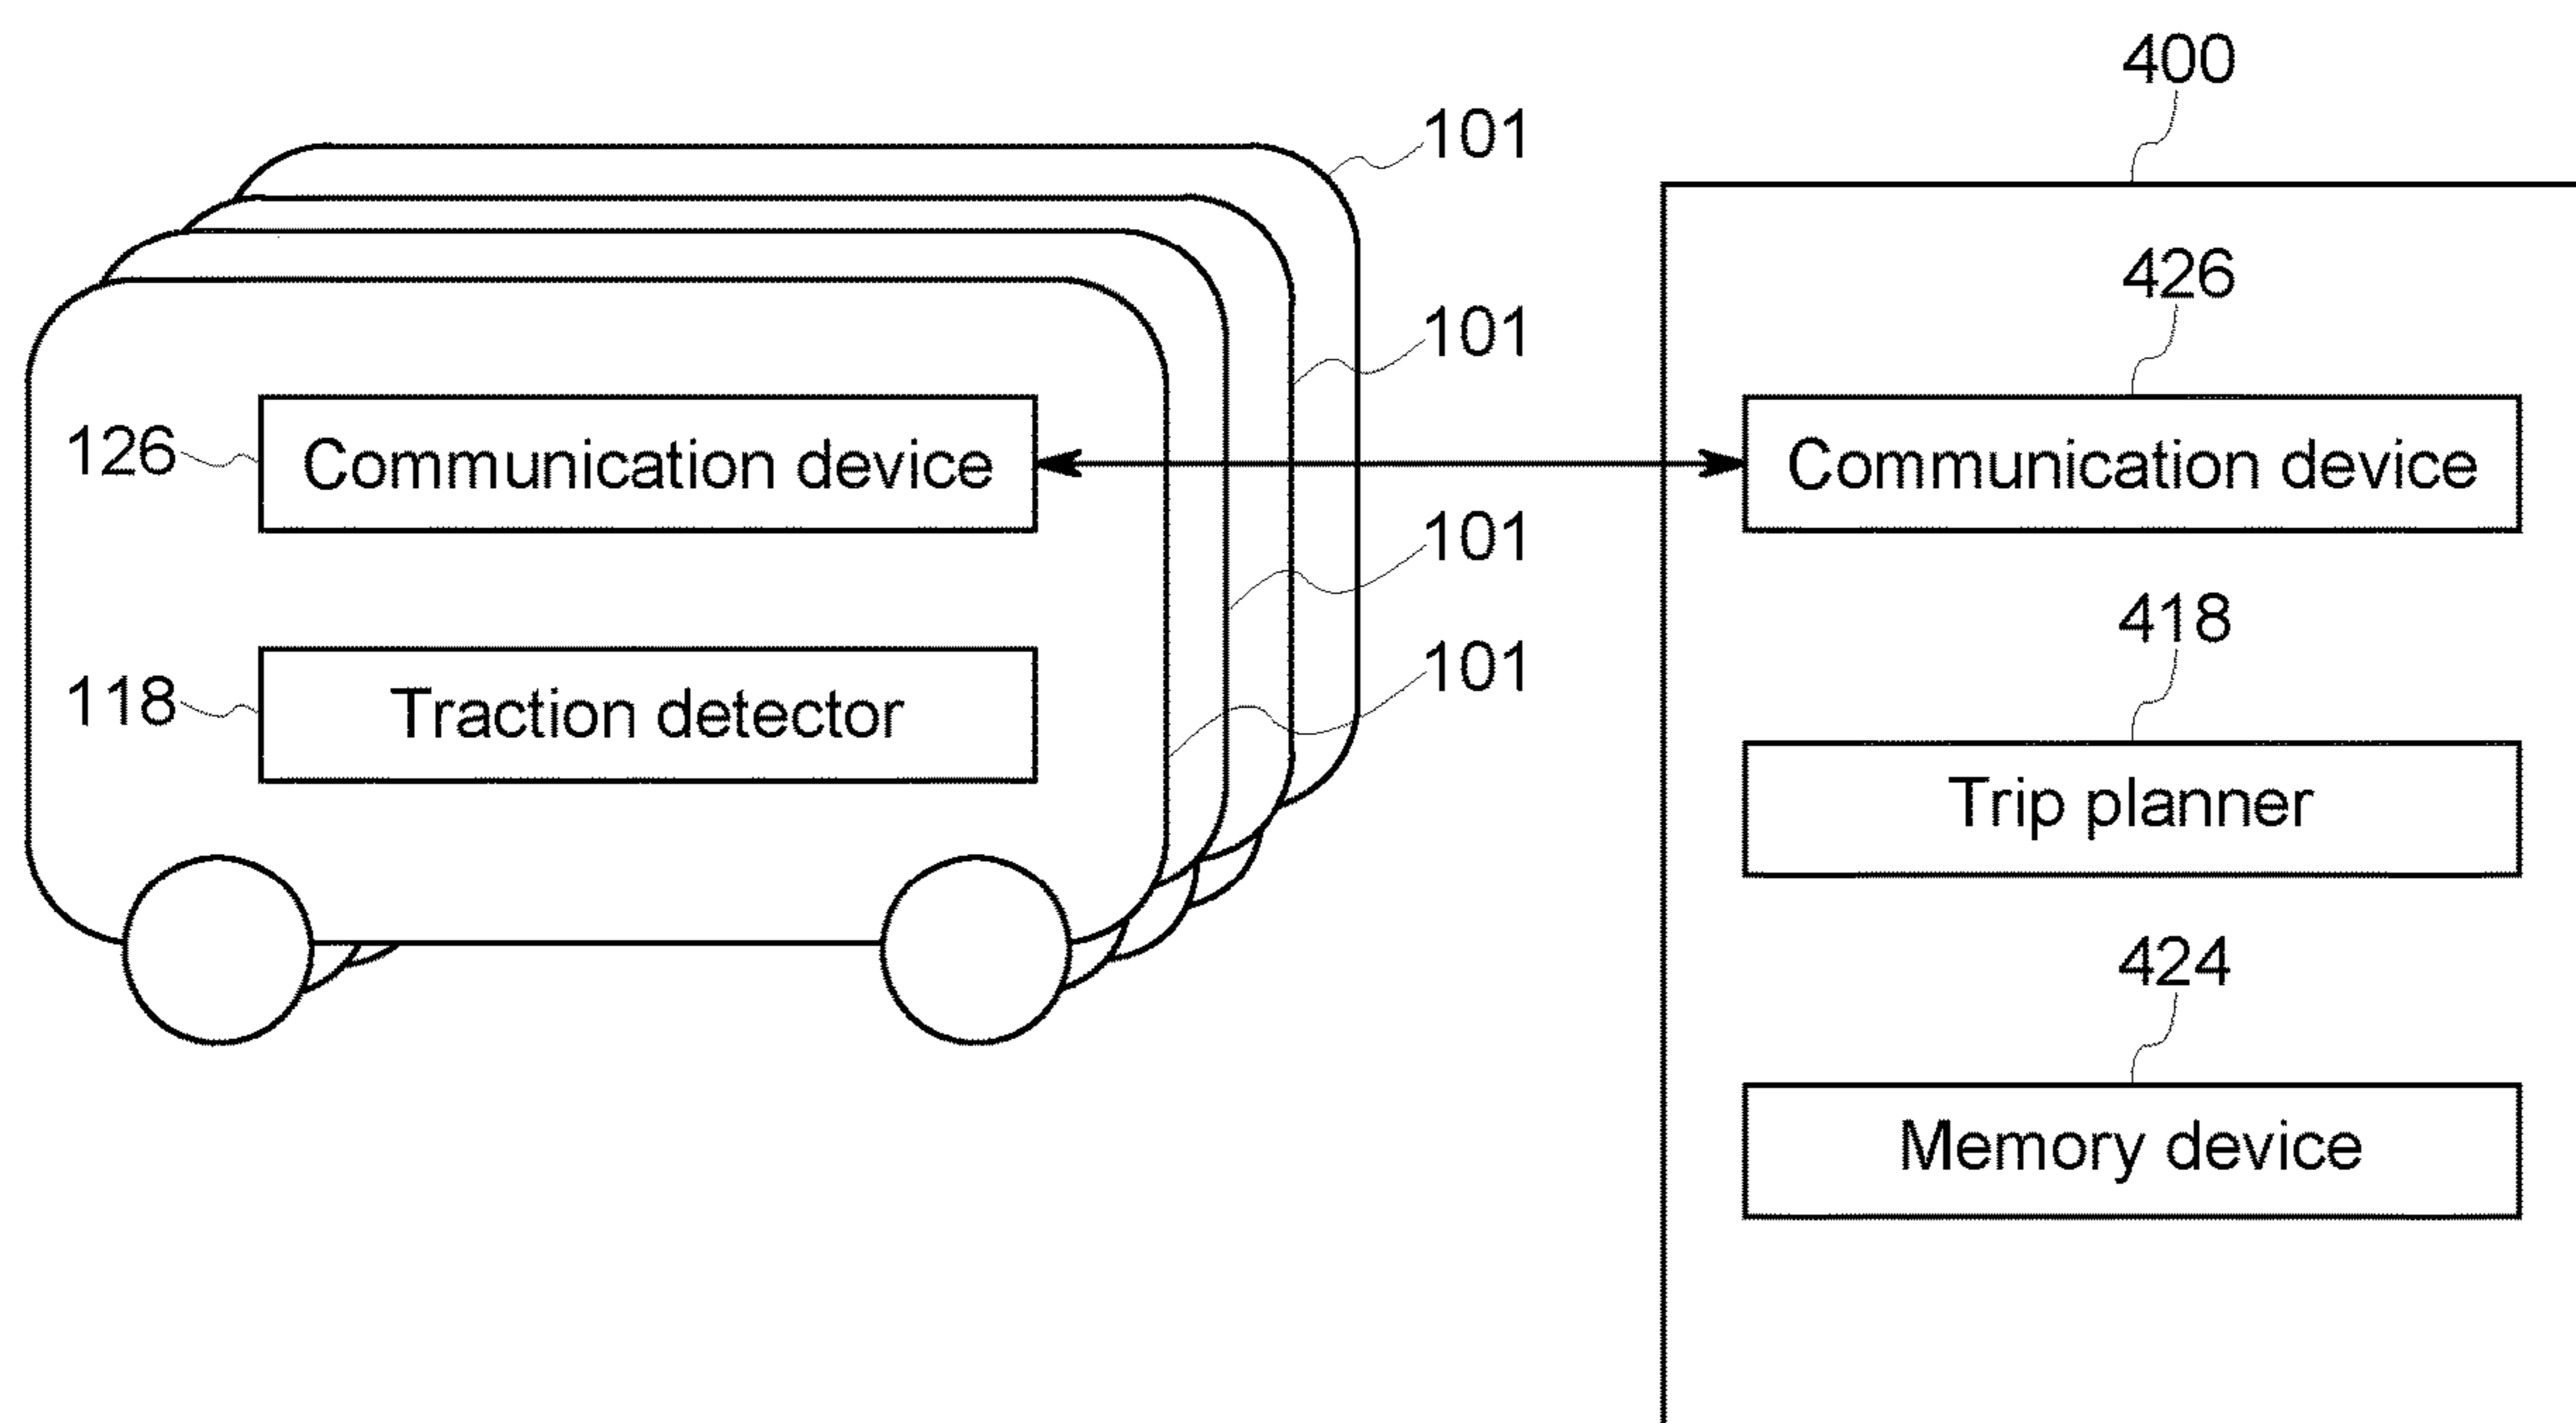 400
101
426
101
126
Communication device
Communication device
101
418
101
118
Traction detector
Trip planner
424
Memory device